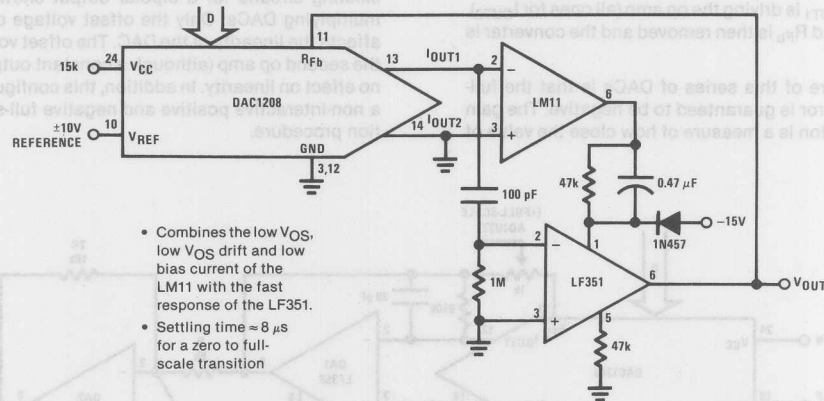 D
11
RFb
24
15k
VCC
13
IOUT1
2
−
LM11
6
DAC1208
±10V
REFERENCE
10
VREF
14
IOUT2
3
+
GND
3,12
100 pF
47k
0.47 μF
1N457
−15V
• Combines the low VOS,
low VOS drift and low
bias current of the
LM11 with the fast
response of the LF351.
• Settling time ≈ 8 μs
for a zero to full-
scale transition
1M
2
−
1
LF351
6
VOUT
3
+
5
47k